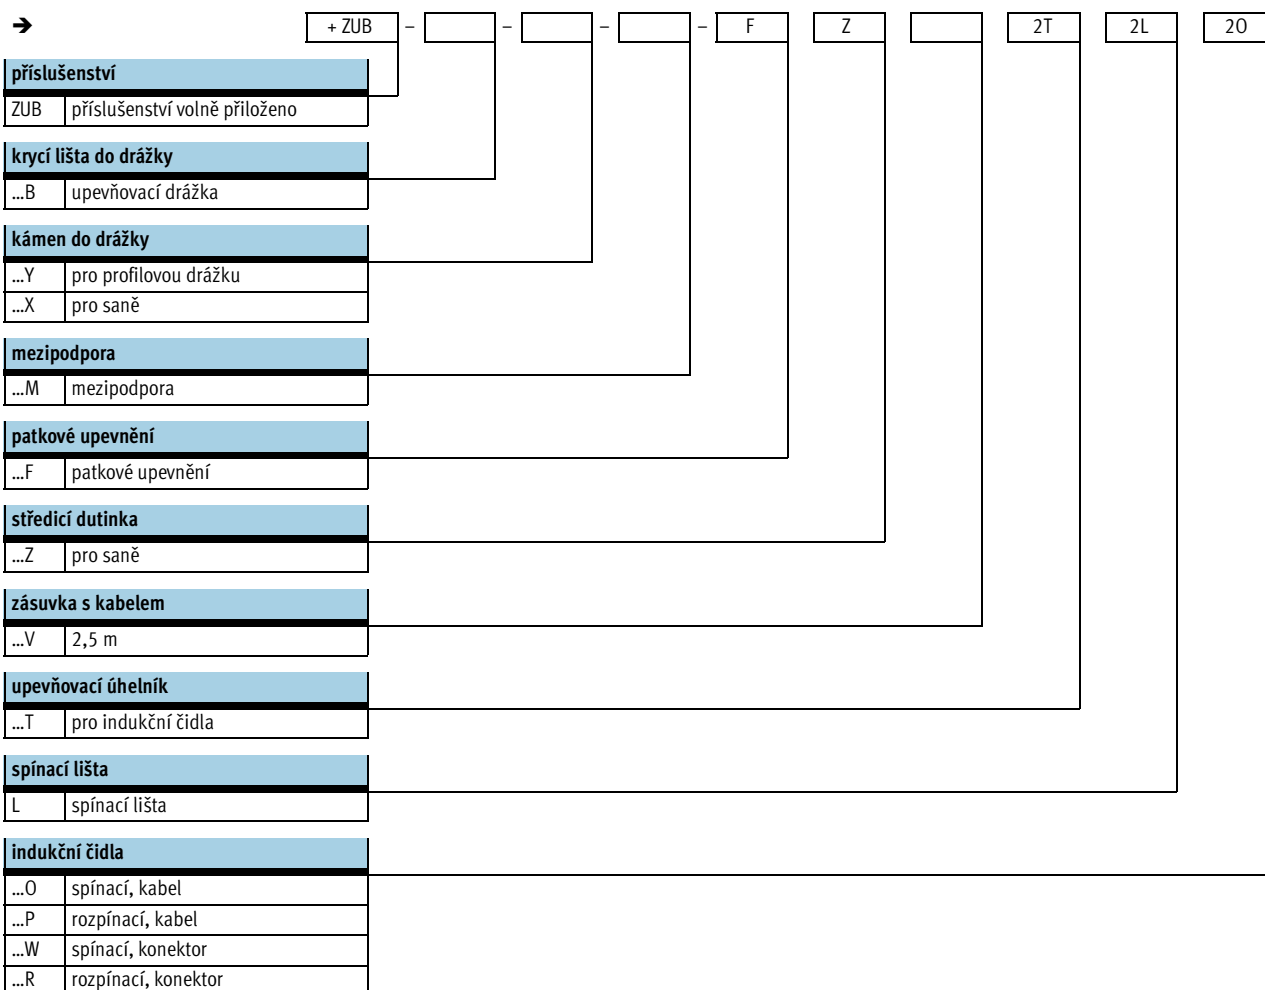 ➔ + ZUB – – – – F Z 2T 2L 2O
příslušenství
ZUB příslušenství volně přiloženo
krycí lišta do drážky
...B upevňovací drážka
kámen do drážky
...Y pro profilovou drážku
...X pro saně
mezipodpora
...M mezipodpora
patkové upevnění
...F patkové upevnění
středicí dutinka
...Z pro saně
zásuvka s kabelem
...V 2,5 m
upevňovací úhelník
...T pro indukční čidla
spínací lišta
L spínací lišta
indukční čidla
...O spínací, kabel
...P rozpínací, kabel
...W spínací, konektor
...R rozpínací, konektor